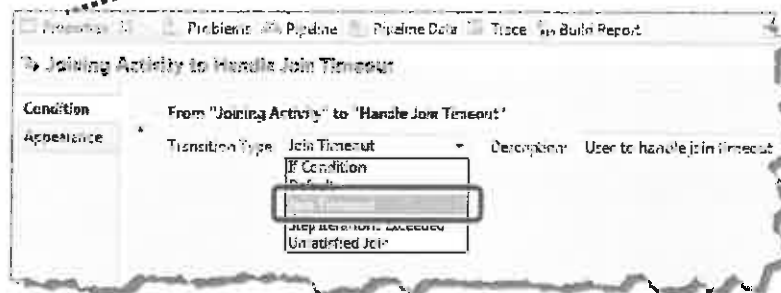 Properties Problems Pipeline Pipeline Data Trace Build Report
Joining Activity to Handle Join Timeout
Condition
From "Joining Activity" to "Handle Join Timeout"
Appearance
Transition Type Join Timeout Description: User to handle join timeout
If Condition
Default
Join Timeout
Step Iterations Exceeded
Unsatisfied Join